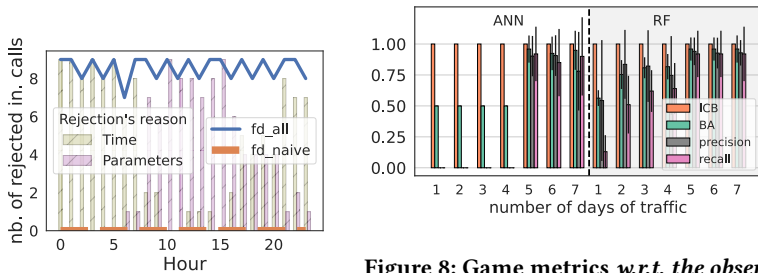 nb. of rejected in. calls
8
6
4
2
0
Rejection's reason
Time
Parameters
fd_all
fd_naive
0 5 10 15 20
Hour
ANN RF
1.00
0.75
0.50
0.25
0.00
ICB
BA
precision
recall
1 2 3 4 5 6 7 1 2 3 4 5 6 7
number of days of traffic
Figure 8: Game metrics w.r.t. the obser